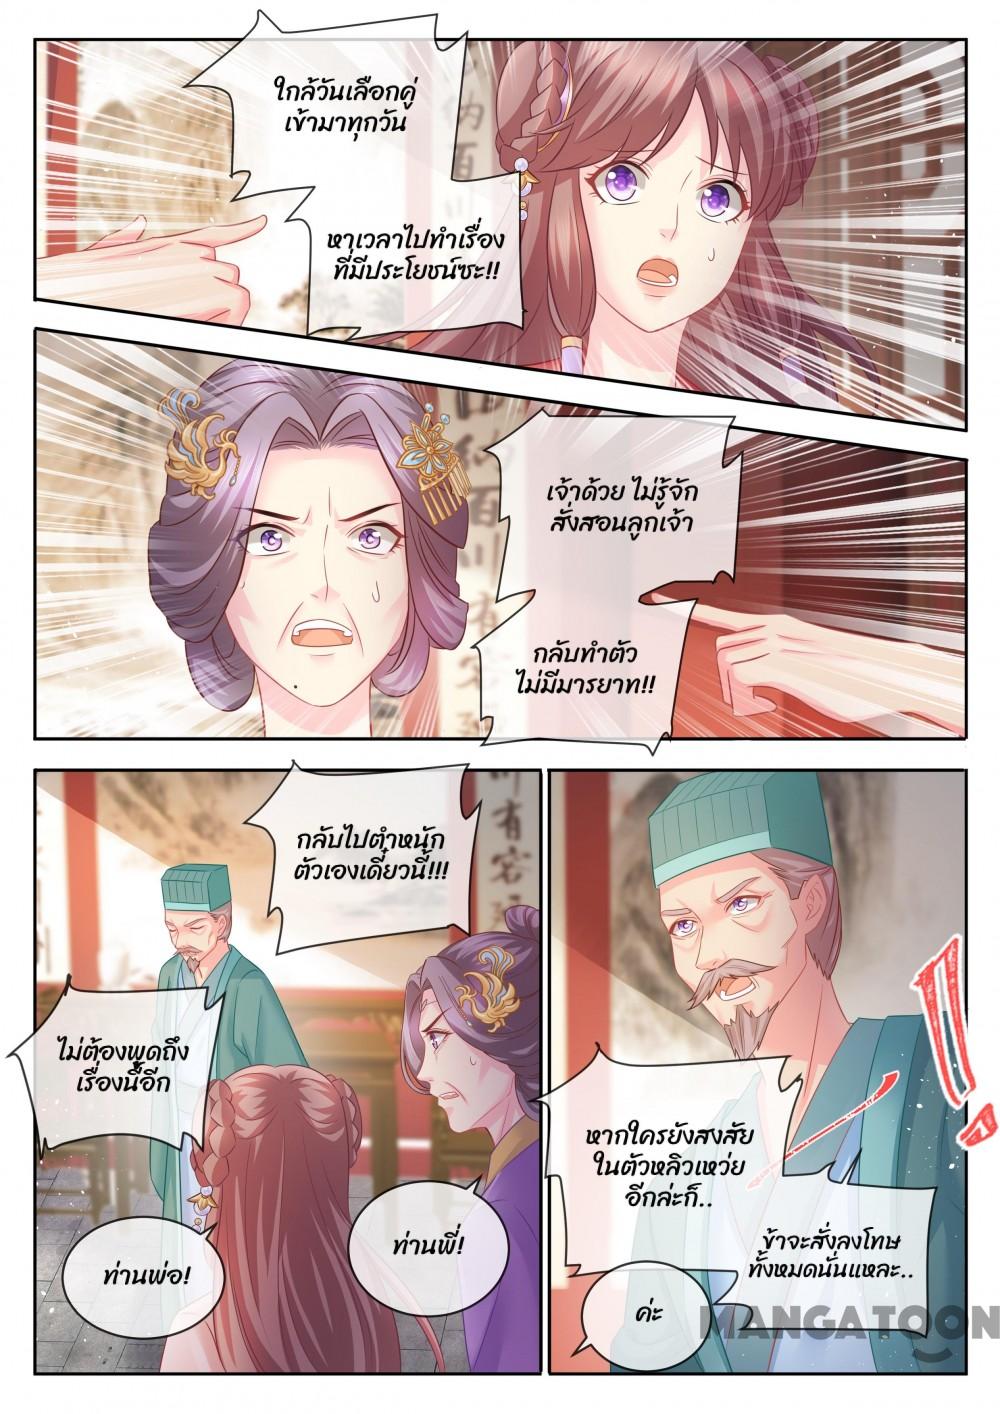 ใกล้วันเลือกคู่
เข้ามาทุกวัน
หาเวลาไปทำเรื่อง
ที่มีประโยชน์ซะ!!
เจ้าด้วย ไม่รู้จัก
สั่งสอนลูกเจ้า
กลับทำตัว
ไม่มีมารยาท!!
กลับไปตำหนัก
ตัวเองเดี๋ยวนี้!!!
ไม่ต้องพูดถึง
เรื่องนี้อีก
ท่านพ่อ!
ท่านพี่!
หากใครยังสงสัย
ในตัวหลิวเหว่ย
อีกล่ะก็..
ข้าจะสั่งลงโทษ
ทั้งหมดนั่นแหละ..
ค่ะ
MANGATOON